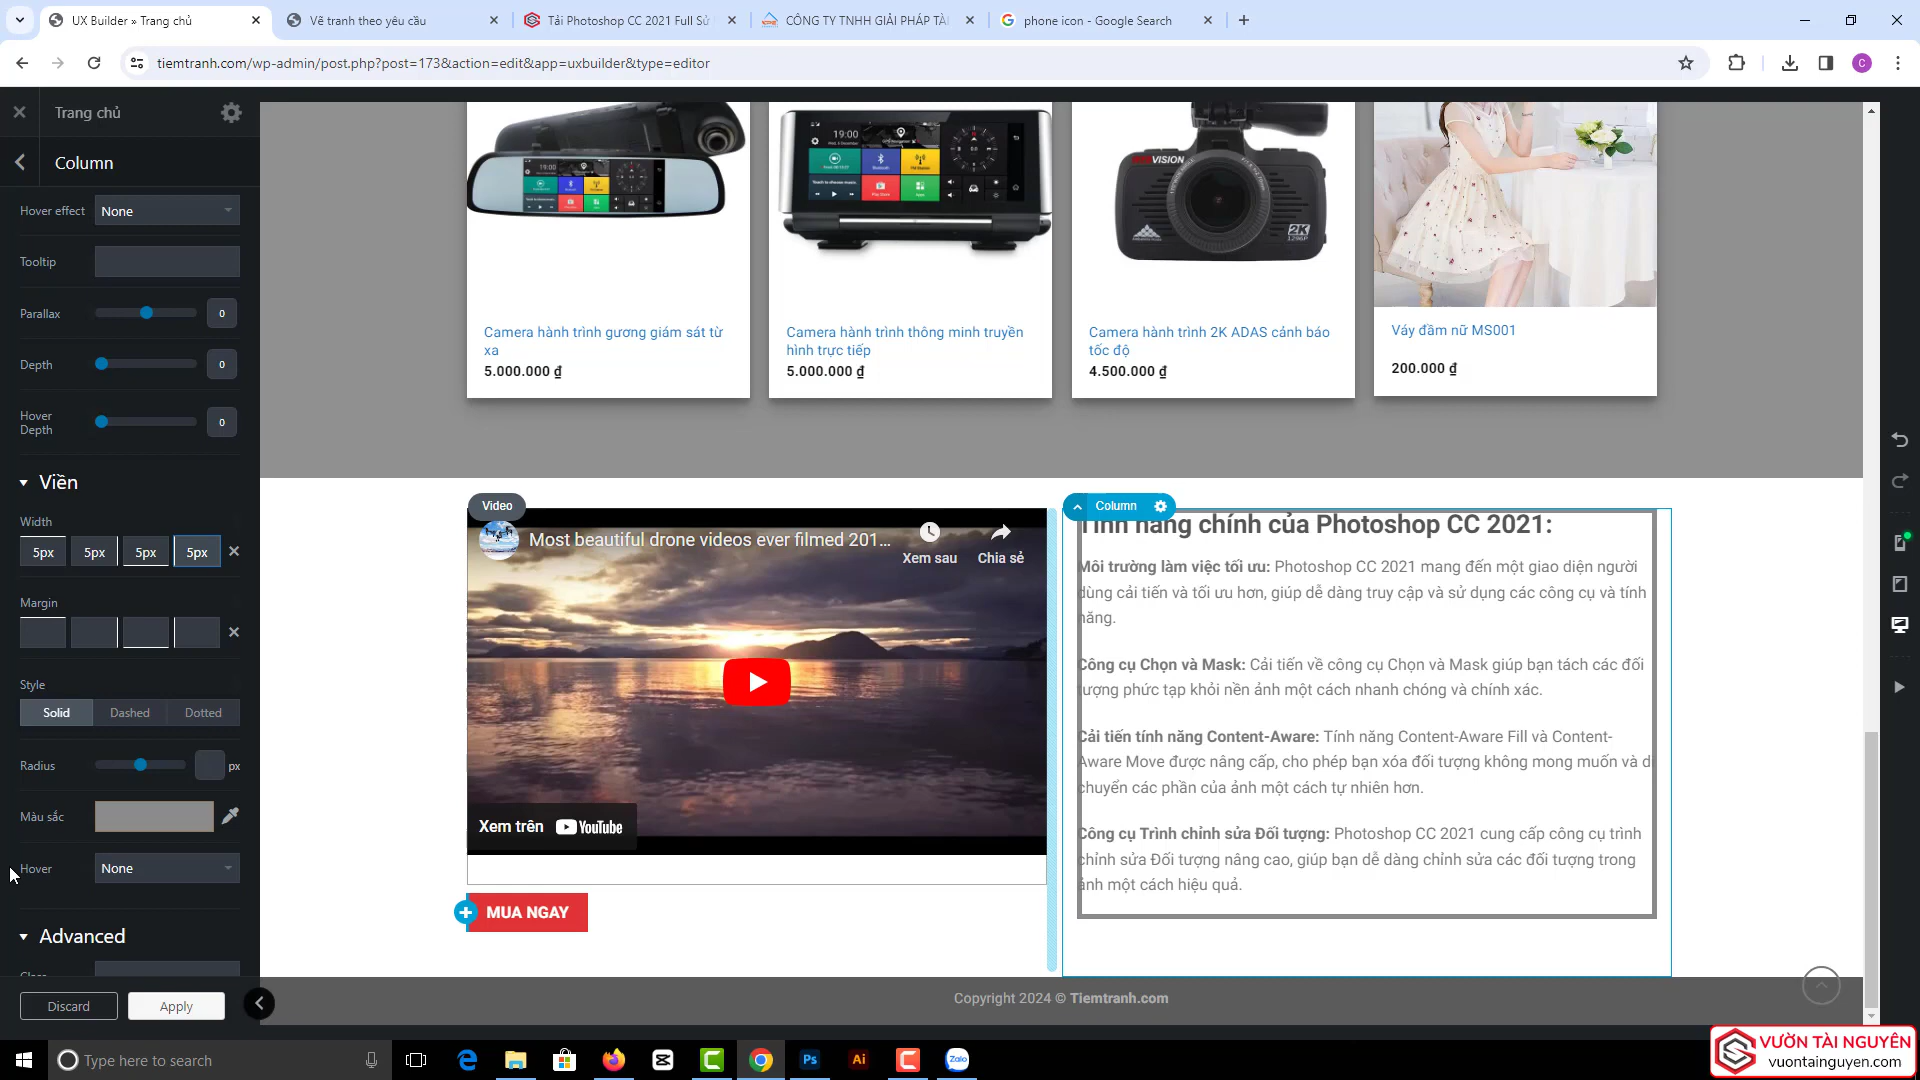 UX Builder » Trang chủ
Vẽ tranh theo yêu cầu
Tải Photoshop CC 2021 Full Sử
CÔNG TY TNHH GIẢI PHÁP TÀI
phone icon - Google Search
tiemtranh.com/wp-admin/post.php?post=173&action=edit&app=uxbuilder&type=editor
C
Trang chủ
Column
Hover effect
None
Tooltip
Parallax
0
Depth
0
Hover
Depth
0
Viền
Width
5px
5px
5px
5px
Margin
Style
Solid
Dashed
Dotted
Radius
px
Màu sắc
Hover
None
Advanced
Class
Discard
Apply
19:00
19:00
2K
1296P
Camera hành trình gương giám sát từ
xa
5.000.000 ₫
Camera hành trình thông minh truyền
hình trực tiếp
5.000.000 ₫
Camera hành trình 2K ADAS cảnh báo
tốc độ
4.500.000 ₫
Váy đầm nữ MS001
200.000 ₫
Video
Most beautiful drone videos ever filmed 201...
Xem sau
Chia sẻ
Xem trên
YouTube
MUA NGAY
Column
Tính năng chính của Photoshop CC 2021:
Môi trường làm việc tối ưu: Photoshop CC 2021 mang đến một giao diện người
dùng cải tiến và tối ưu hơn, giúp dễ dàng truy cập và sử dụng các công cụ và tính
năng.
Công cụ Chọn và Mask: Cải tiến về công cụ Chọn và Mask giúp bạn tách các đối
tượng phức tạp khỏi nền ảnh một cách nhanh chóng và chính xác.
Cải tiến tính năng Content-Aware: Tính năng Content-Aware Fill và Content-
Aware Move được nâng cấp, cho phép bạn xóa đối tượng không mong muốn và di
chuyển các phần của ảnh một cách tự nhiên hơn.
Công cụ Trình chỉnh sửa Đối tượng: Photoshop CC 2021 cung cấp công cụ trình
chỉnh sửa Đối tượng nâng cao, giúp bạn dễ dàng chỉnh sửa các đối tượng trong
ảnh một cách hiệu quả.
Copyright 2024 © Tiemtranh.com
Type here to search
Ps
Ai
Zalo
VƯỜN TÀI NGUYÊN
vuontainguyen.com